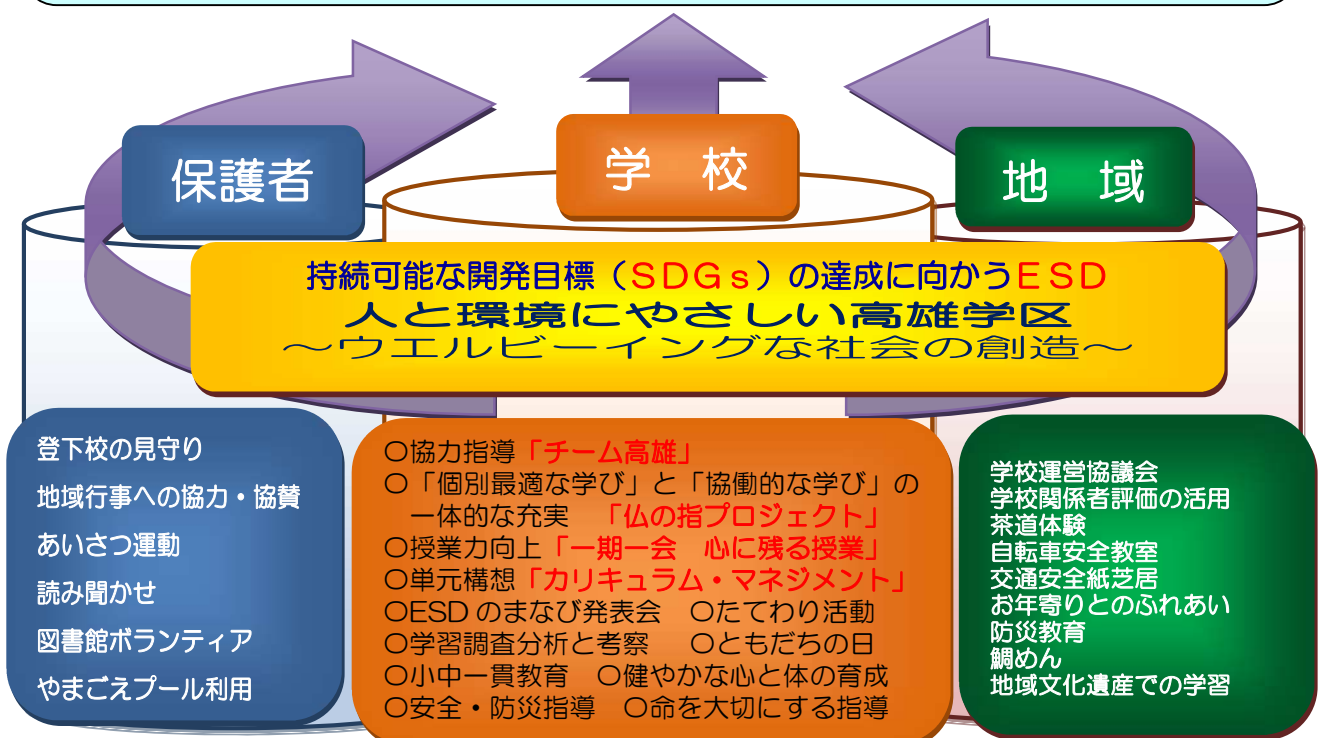 保護者
学　校
地　域
持続可能な開発目標（ＳＤＧｓ）の達成に向かうＥＳＤ
人と環境にやさしい高雄学区
～ウエルビーイングな社会の創造～
登下校の見守り
地域行事への協力・協賛
あいさつ運動
読み聞かせ
図書館ボランティア
やまごえプール利用
〇協力指導「チーム高雄」
〇「個別最適な学び」と「協働的な学び」の
一体的な充実　「仏の指プロジェクト」
〇授業力向上「一期一会　心に残る授業」
〇単元構想「カリキュラム・マネジメント」
〇ESDのまなび発表会　〇たてわり活動
〇学習調査分析と考察　〇ともだちの日
〇小中一貫教育　〇健やかな心と体の育成
〇安全・防災指導　〇命を大切にする指導
学校運営協議会
学校関係者評価の活用
茶道体験
自転車安全教室
交通安全紙芝居
お年寄りとのふれあい
防災教育
鯛めん
地域文化遺産での学習